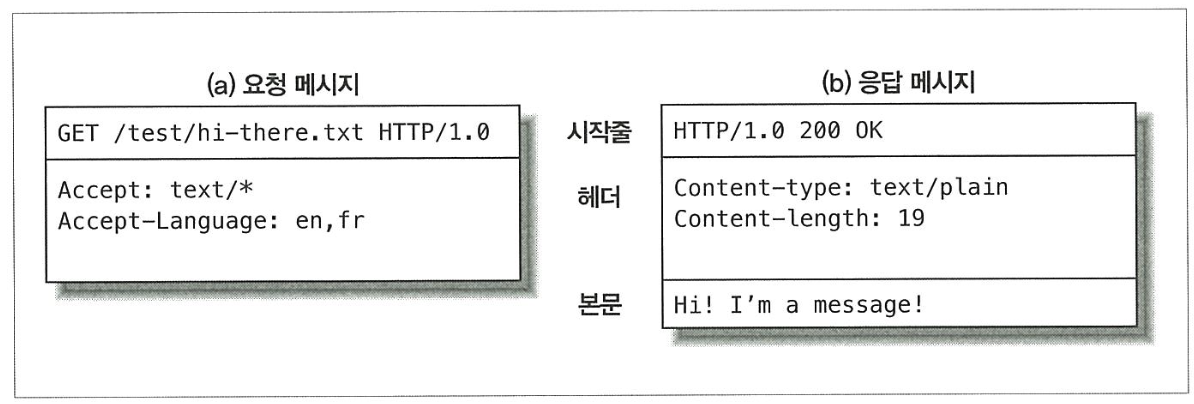 (a) 요청 메시지
GET /test/hi-there.txt HTTP/1.0
Accept: text/*
Accept-Language: en,fr
시작줄
헤더
본문
(b) 응답 메시지
HTTP/1.0 200 OK
Content-type: text/plain
Content-length: 19
Hi! I’m a message!